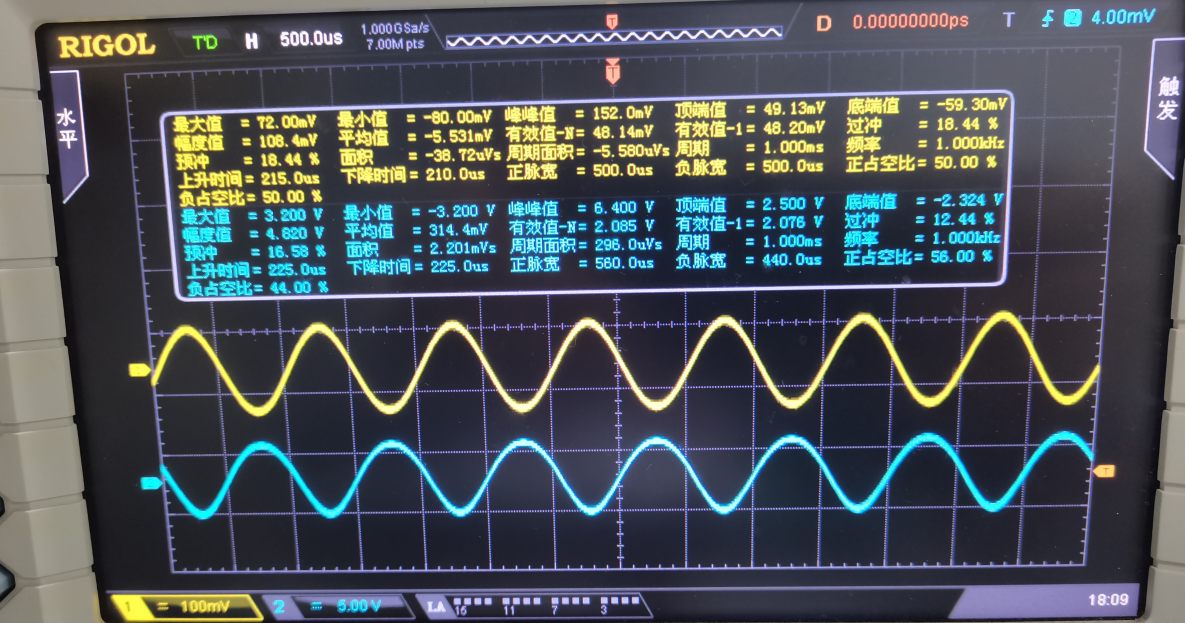 RIGOL T'D H 500.0us 1.000GSa/s 7.00M pts D 0.00000000ps T 2 4.00mV
水平
触发
最大值 = 72.00mV 最小值 = -80.00mV 峰峰值 = 152.0mV 顶端值 = 49.13mV 底端值 = -59.30mV
幅度值 = 108.4mV 平均值 = -5.531mV 有效值-N= 48.14mV 有效值-1= 48.20mV 过冲 = 18.44 %
预冲 = 18.44 % 面积 = -38.72uVs 周期面积= -5.580uVs 周期 = 1.000ms 频率 = 1.000kHz
上升时间= 215.0us 下降时间= 210.0us 正脉宽 = 500.0us 负脉宽 = 500.0us 正占空比= 50.00 %
负占空比= 50.00 %
最大值 = 3.200 V 最小值 = -3.200 V 峰峰值 = 6.400 V 顶端值 = 2.500 V 底端值 = -2.324 V
幅度值 = 4.820 V 平均值 = 314.4mV 有效值-N= 2.085 V 有效值-1= 2.076 V 过冲 = 12.44 %
预冲 = 16.58 % 面积 = 2.201mVs 周期面积= 296.0uVs 周期 = 1.000ms 频率 = 1.000kHz
上升时间= 225.0us 下降时间= 225.0us 正脉宽 = 560.0us 负脉宽 = 440.0us 正占空比= 56.00 %
负占空比= 44.00 %
T
T
1
2
T
1 = 100mV 2 = 5.00 V LA 16 11 7 3 18:09